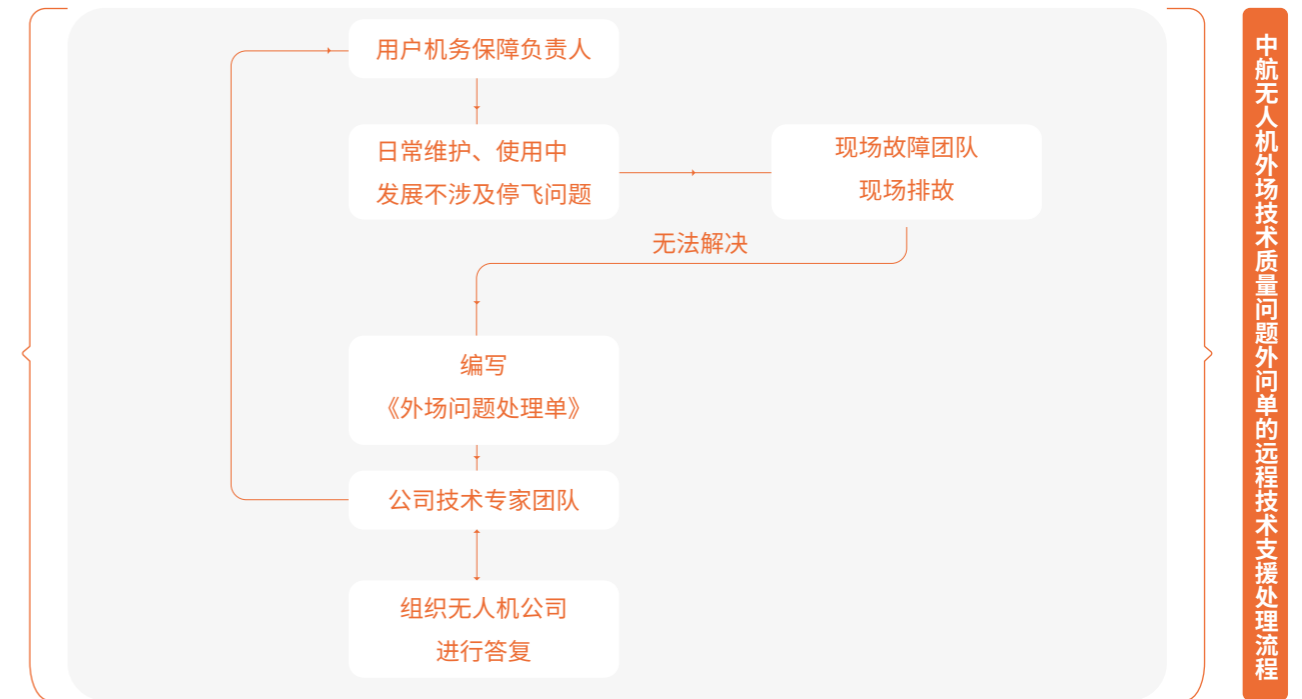 用户机务保障负责人
日常维护、使用中
发展不涉及停飞问题
现场故障团队
现场排故
无法解决
编写
《外场问题处理单》
公司技术专家团队
组织无人机公司
进行答复
中航无人机外场技术质量问题外问单的远程技术支援处理流程